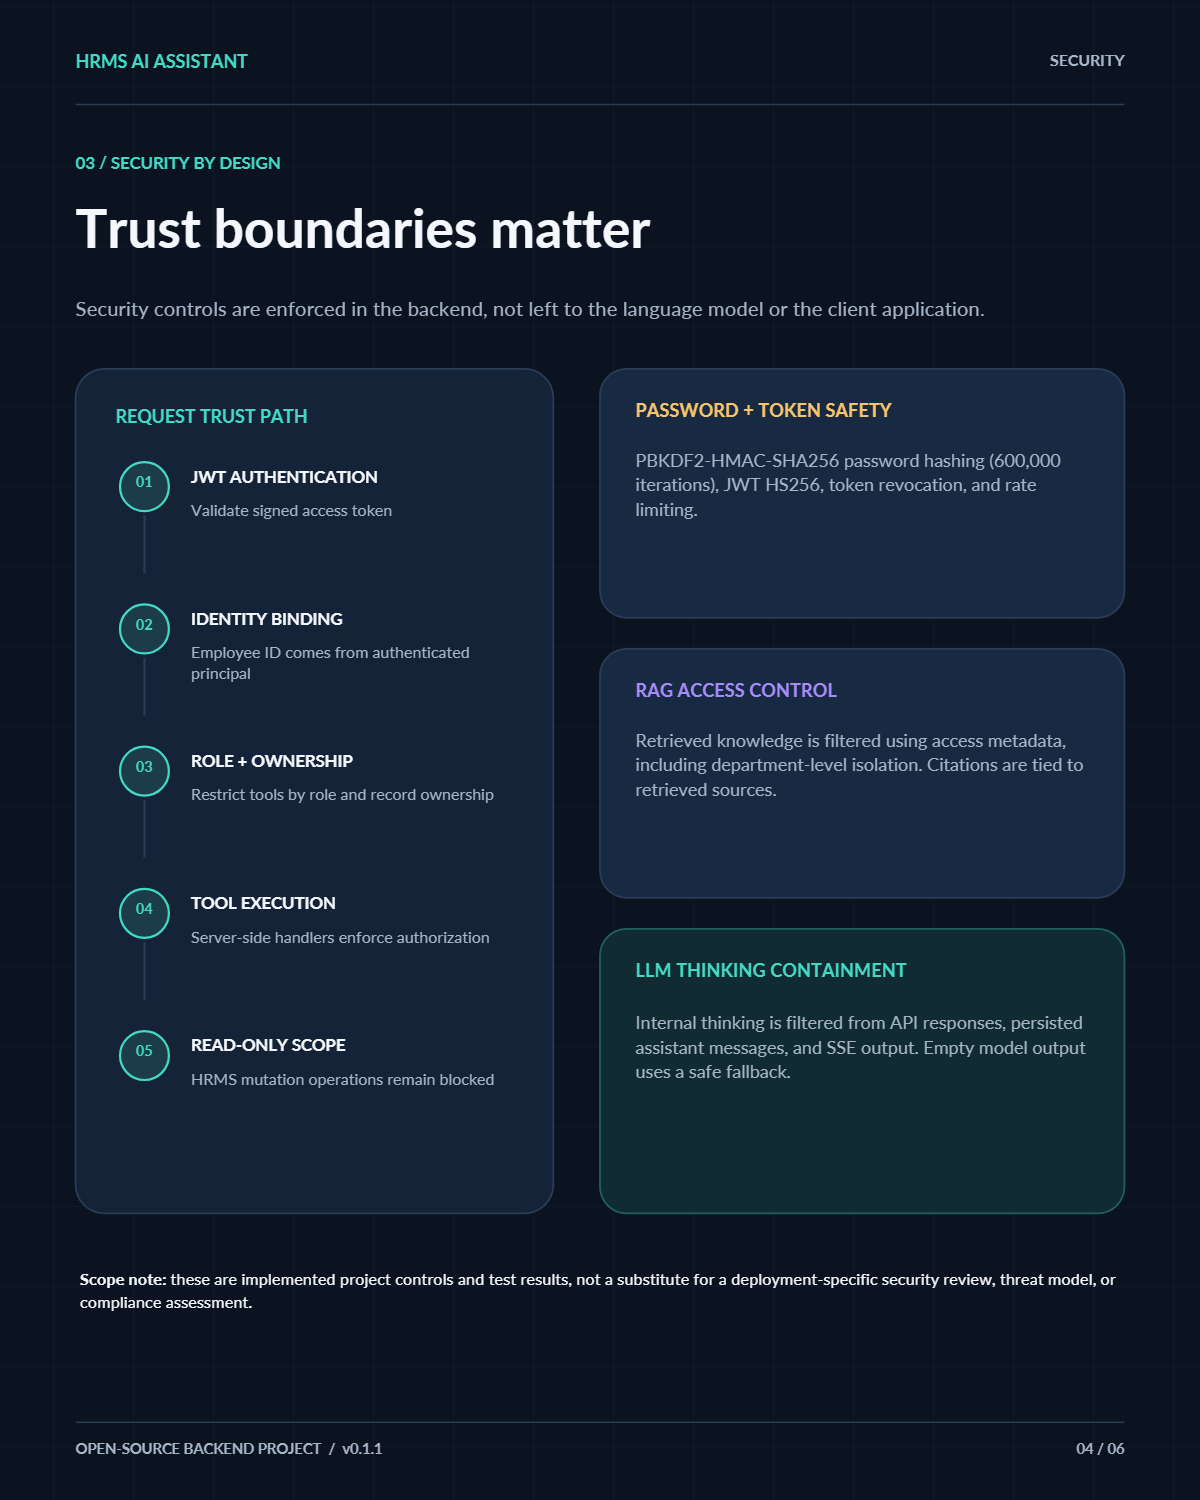 HRMS AI ASSISTANT
SECURITY
03 / SECURITY BY DESIGN
Trust boundaries matter
Security controls are enforced in the backend, not left to the language model or the client application.
REQUEST TRUST PATH
01
JWT AUTHENTICATION
Validate signed access token
02
IDENTITY BINDING
Employee ID comes from authenticated
principal
03
ROLE + OWNERSHIP
Restrict tools by role and record ownership
04
TOOL EXECUTION
Server-side handlers enforce authorization
05
READ-ONLY SCOPE
HRMS mutation operations remain blocked
PASSWORD + TOKEN SAFETY
PBKDF2-HMAC-SHA256 password hashing (600,000
iterations), JWT HS256, token revocation, and rate
limiting.
RAG ACCESS CONTROL
Retrieved knowledge is filtered using access metadata,
including department-level isolation. Citations are tied to
retrieved sources.
LLM THINKING CONTAINMENT
Internal thinking is filtered from API responses, persisted
assistant messages, and SSE output. Empty model output
uses a safe fallback.
Scope note: these are implemented project controls and test results, not a substitute for a deployment-specific security review, threat model, or
compliance assessment.
OPEN-SOURCE BACKEND PROJECT / v0.1.1
04 / 06